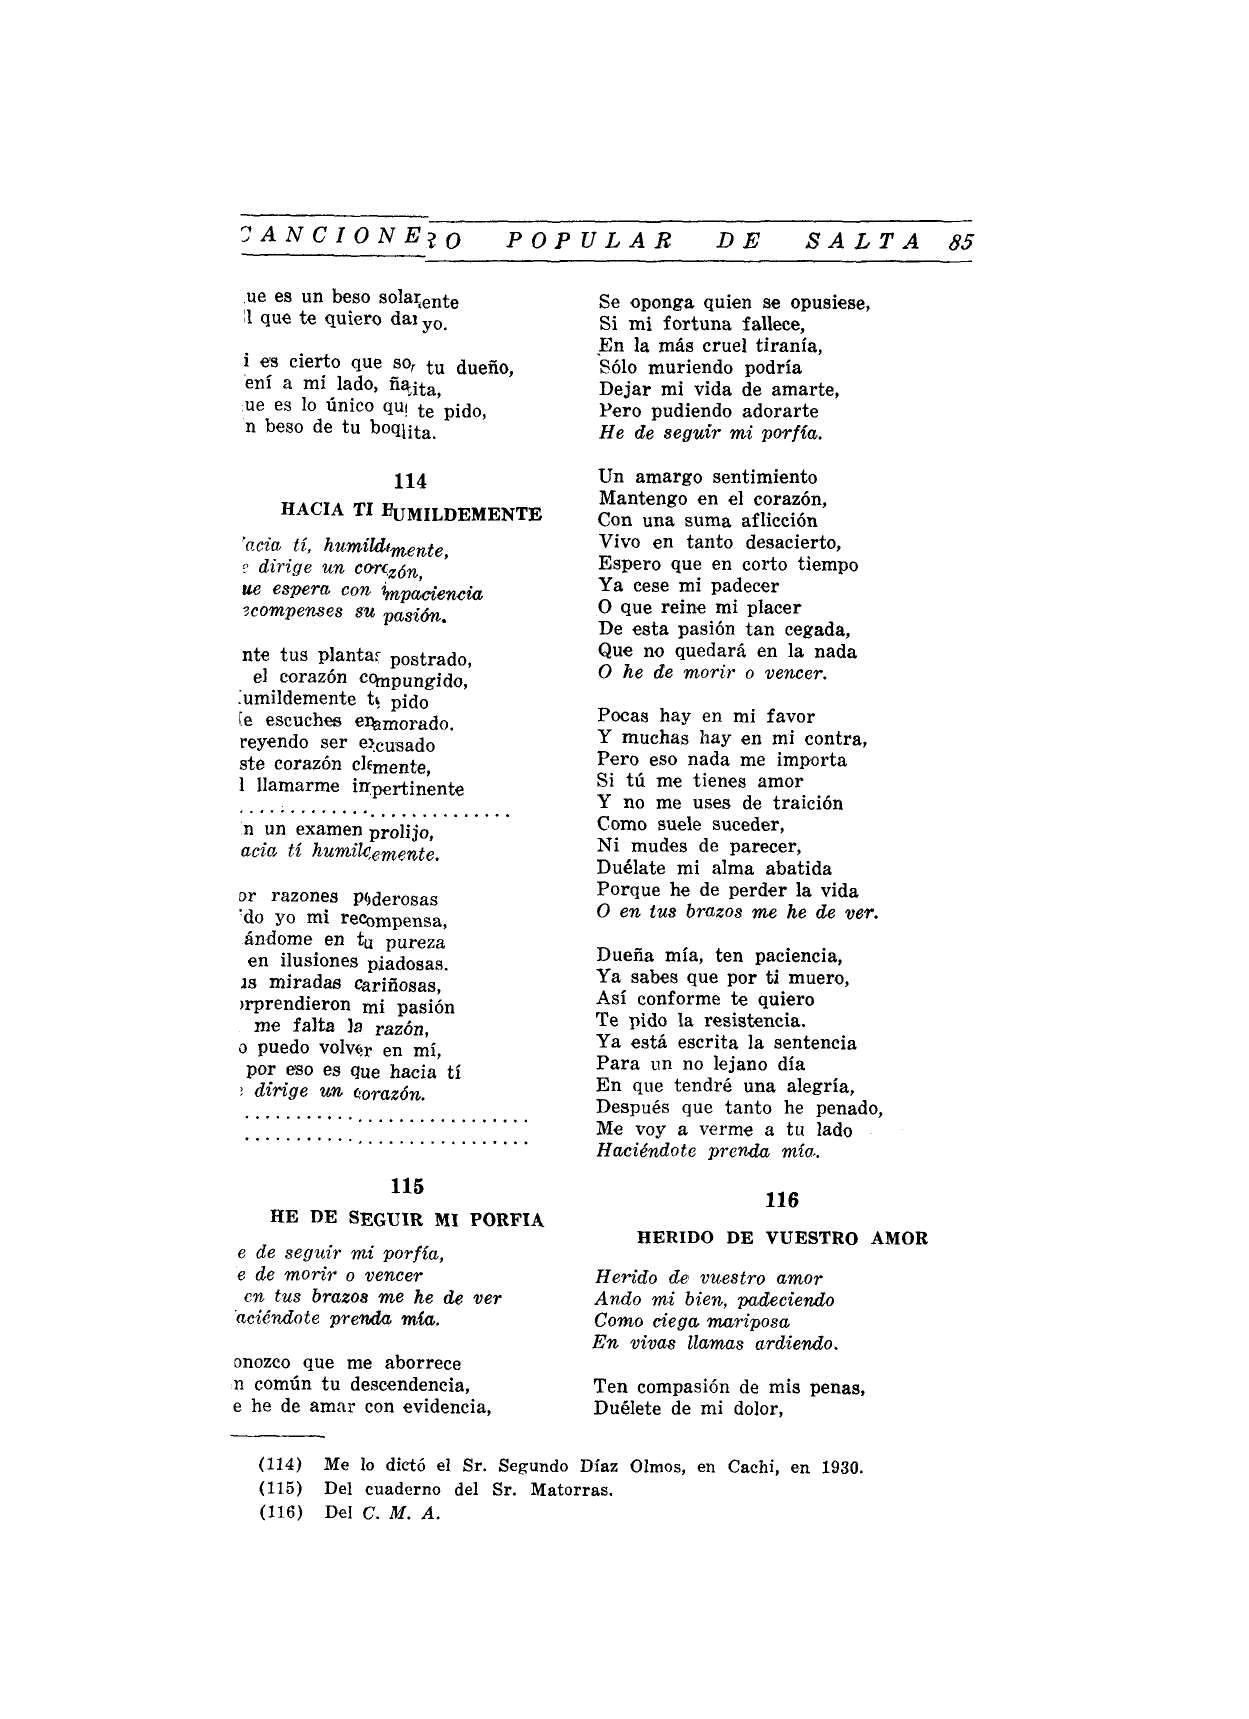 CANCIONERO POPULAR DE SALTA 85
ue es un beso solamente
l que te quiero dar yo.
i es cierto que soy tu dueño,
ení a mi lado, ñatita,
ue es lo único que te pido,
n beso de tu boquita.
114
HACIA TI HUMILDEMENTE
acia tí, humildemente,
e dirige un corazón,
ue espera con impaciencia
ecompenses su pasión.
nte tus plantas postrado,
el corazón compungido,
umildemente te pido
e escuches enamorado.
reyendo ser excusado
ste corazón clemente,
l llamarme impertinente
..........................
n un examen prolijo,
acia tí humildemente.
or razones poderosas
do yo mi recompensa,
ándome en tu pureza
en ilusiones piadosas.
us miradas cariñosas,
orprendieron mi pasión
me falta la razón,
o puedo volver en mí,
por eso es que hacia tí
e dirige un corazón.
..........................
..........................
115
HE DE SEGUIR MI PORFIA
e de seguir mi porfía,
e de morir o vencer
en tus brazos me he de ver
aciéndote prenda mía.
onozco que me aborrece
n común tu descendencia,
e he de amar con evidencia,
Se oponga quien se opusiese,
Si mi fortuna fallece,
En la más cruel tiranía,
Sólo muriendo podría
Dejar mi vida de amarte,
Pero pudiendo adorarte
He de seguir mi porfía.
Un amargo sentimiento
Mantengo en el corazón,
Con una suma aflicción
Vivo en tanto desacierto,
Espero que en corto tiempo
Ya cese mi padecer
O que reine mi placer
De esta pasión tan cegada,
Que no quedará en la nada
O he de morir o vencer.
Pocas hay en mi favor
Y muchas hay en mi contra,
Pero eso nada me importa
Si tú me tienes amor
Y no me uses de traición
Como suele suceder,
Ni mudes de parecer,
Duélate mi alma abatida
Porque he de perder la vida
O en tus brazos me he de ver.
Dueña mía, ten paciencia,
Ya sabes que por ti muero,
Así conforme te quiero
Te pido la resistencia.
Ya está escrita la sentencia
Para un no lejano día
En que tendré una alegría,
Después que tanto he penado,
Me voy a verme a tu lado
Haciéndote prenda mía.
116
HERIDO DE VUESTRO AMOR
Herido de vuestro amor
Ando mi bien, padeciendo
Como ciega mariposa
En vivas llamas ardiendo.
Ten compasión de mis penas,
Duélete de mi dolor,
(114) Me lo dictó el Sr. Segundo Díaz Olmos, en Cachi, en 1930.
(115) Del cuaderno del Sr. Matorras.
(116) Del C. M. A.